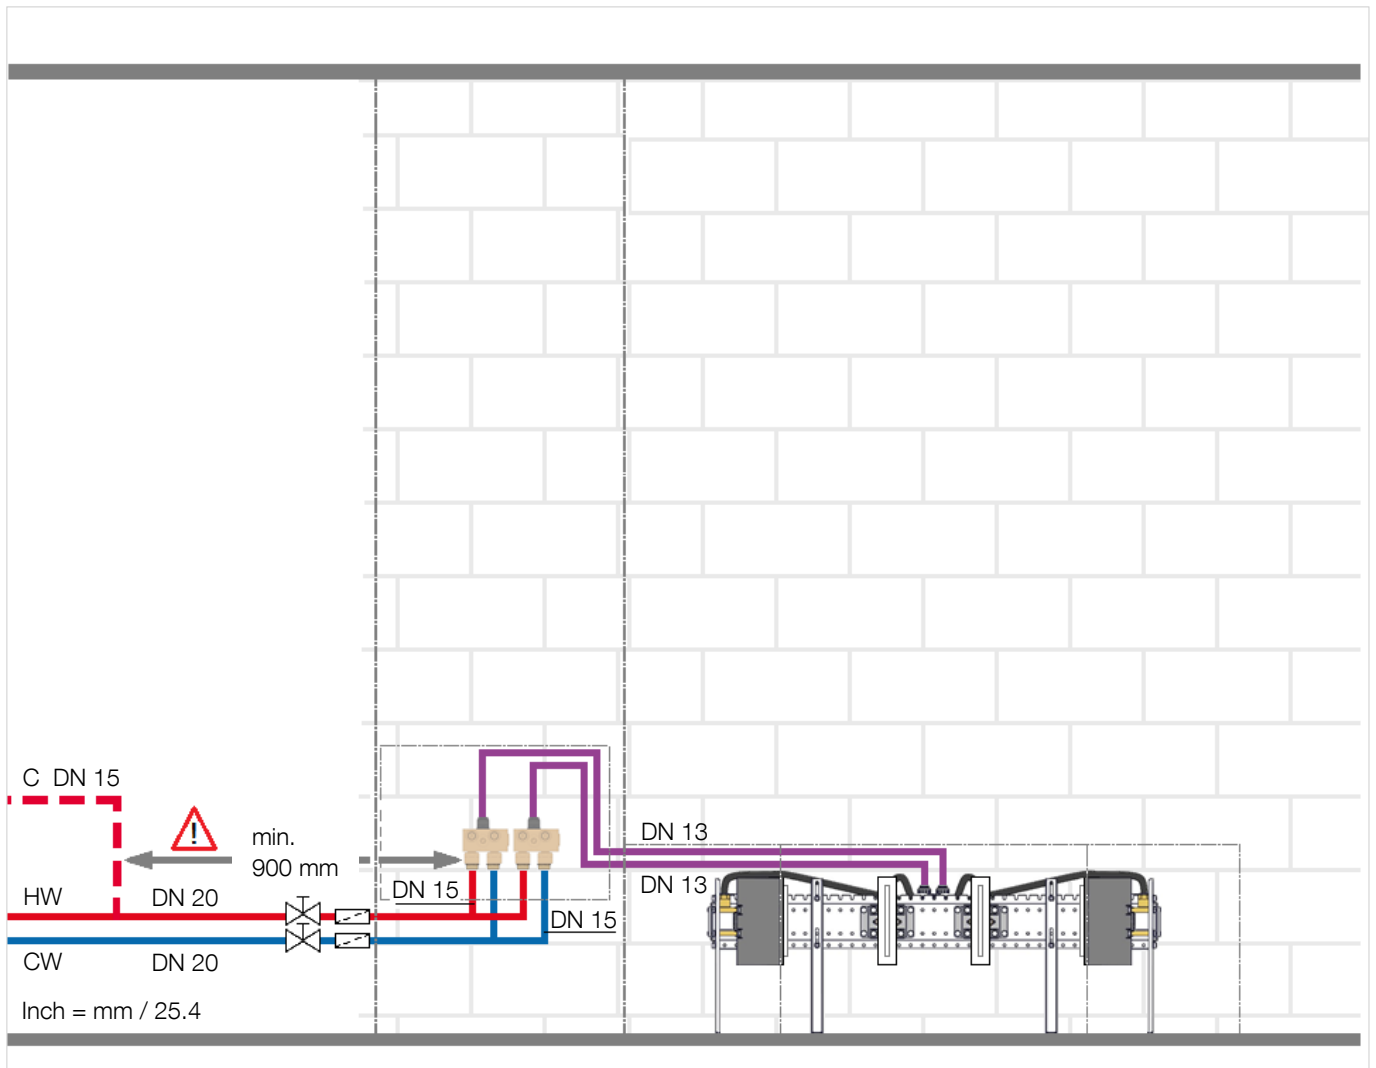 C DN 15
!
min.
900 mm
DN 13
DN 13
HW
DN 20
DN 15
DN 15
CW
DN 20
Inch = mm / 25.4